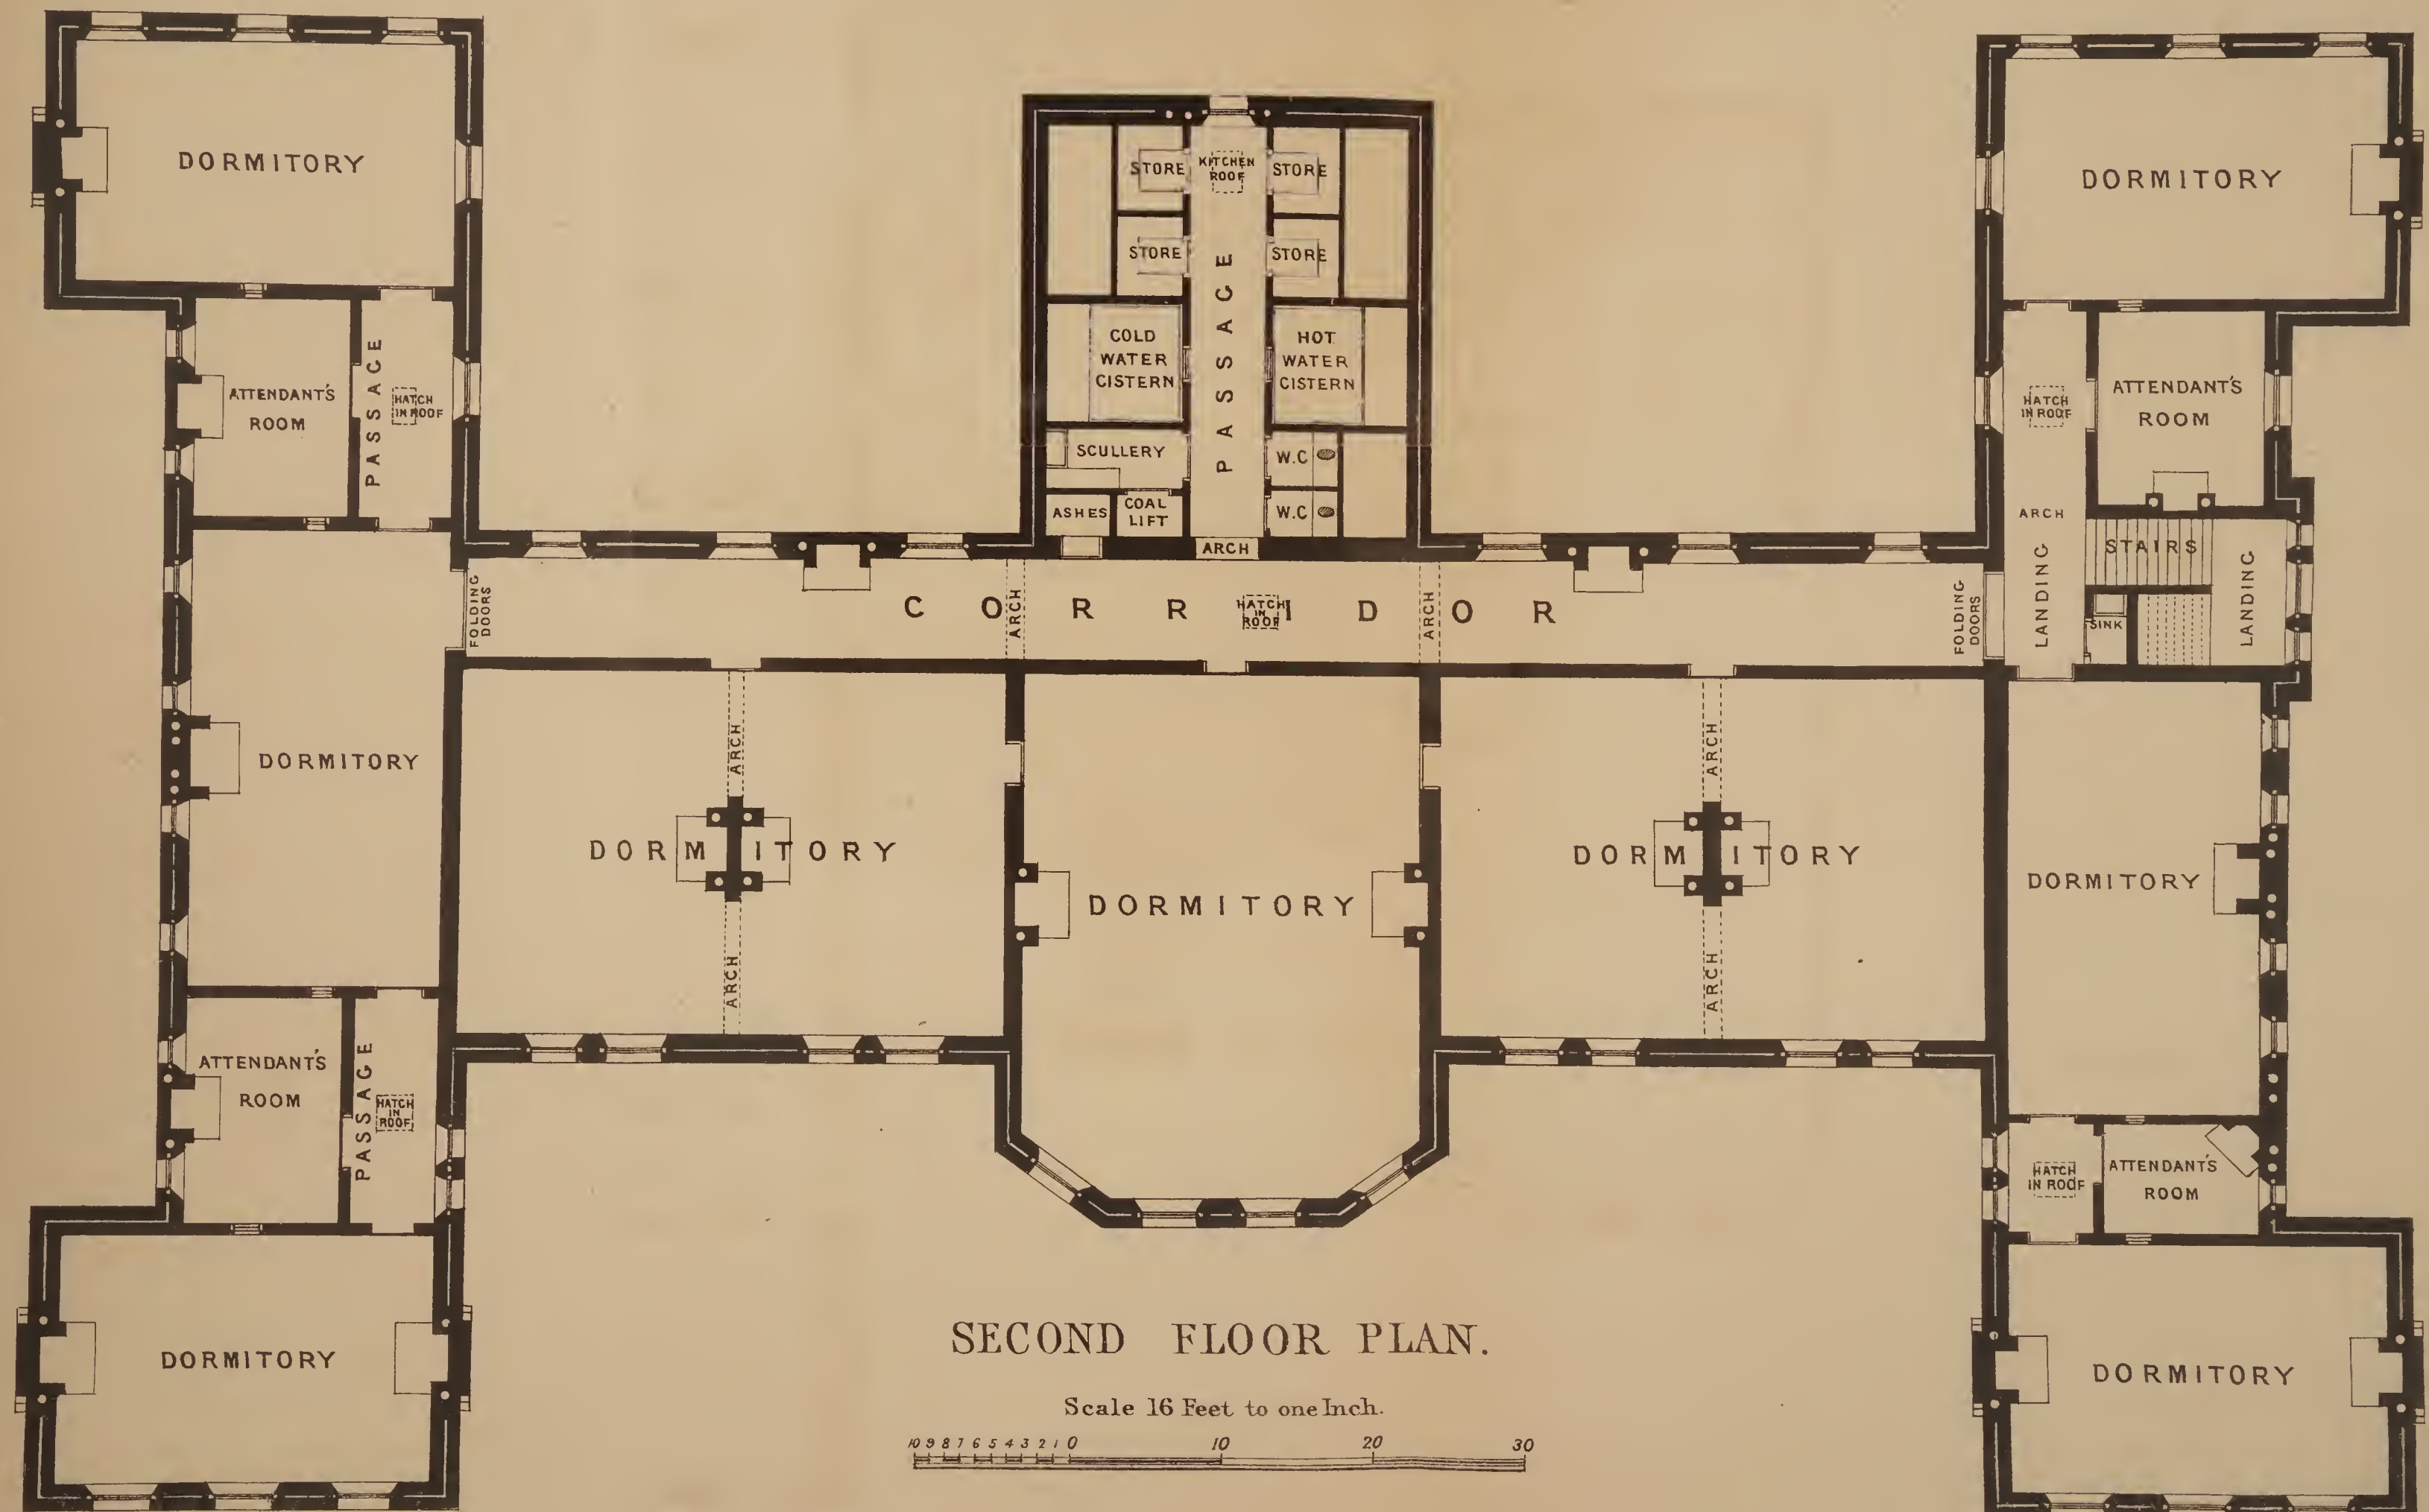 DORMITORY
DORMITORY
STORE
KITCHEN
ROOF
STORE
STORE
STORE
PASSAGE
COLD
WATER
CISTERN
HOT
WATER
CISTERN
SCULLERY
W.C
ASHES
COAL
LIFT
W.C
ARCH
ATTENDANT'S
ROOM
PASSAGE
HATCH
IN ROOF
HATCH
IN ROOF
ATTENDANT'S
ROOM
ARCH
LANDING
STAIRS
LANDING
SINK
FOLDING
DOORS
CORRIDOR
ARCH
HATCH
IN
ROOF
ARCH
FOLDING
DOORS
DORMITORY
ARCH
DORMITORY
ARCH
DORMITORY
ARCH
DORMITORY
ARCH
DORMITORY
ATTENDANT'S
ROOM
PASSAGE
HATCH
IN
ROOF
HATCH
IN ROOF
ATTENDANT'S
ROOM
DORMITORY
DORMITORY
SECOND FLOOR PLAN.
Scale 16 Feet to one Inch.
10 9 8 7 6 5 4 3 2 1 0 10 20 30